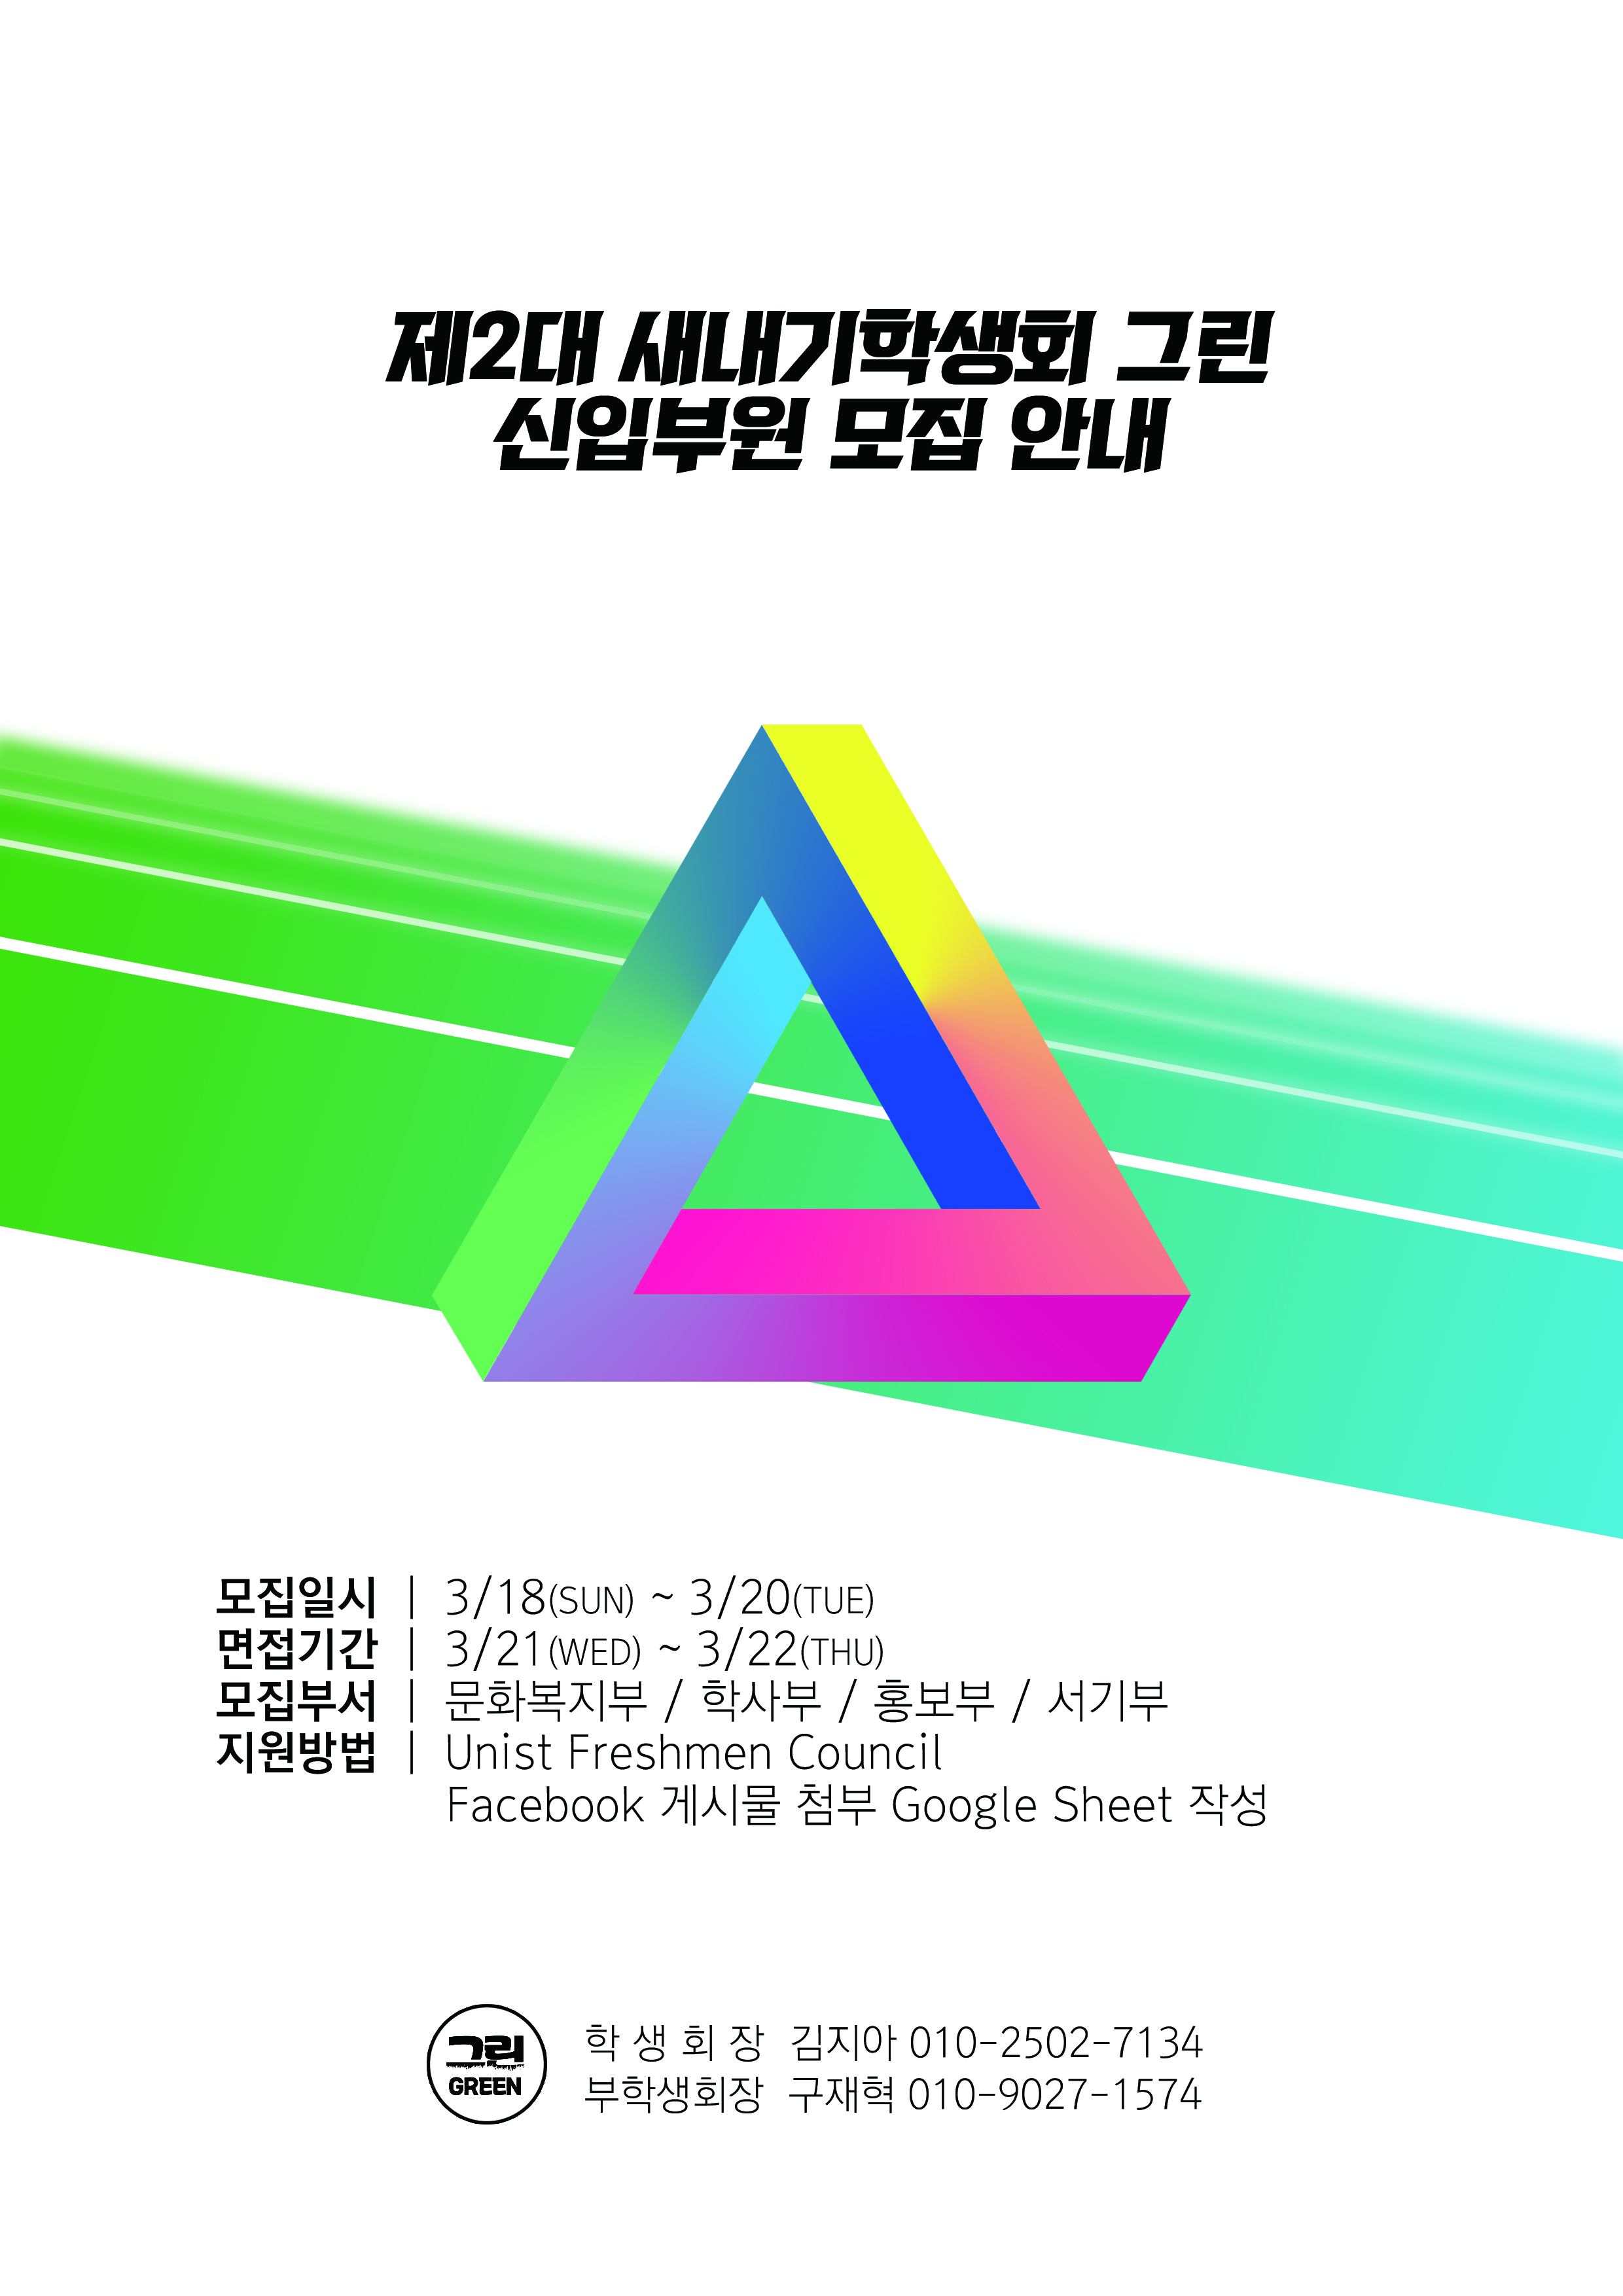 제2대 새내기학생회 그린
신입부원 모집 안내
모집일시 | 3/18(SUN) ~ 3/20(TUE)
면접기간 | 3/21(WED) ~ 3/22(THU)
모집부서 | 문화복지부 / 학사부 / 홍보부 / 서기부
지원방법 | Unist Freshmen Council
Facebook 게시물 첨부 Google Sheet 작성
그린
GREEN
학 생 회 장 김지아 010-2502-7134
부학생회장 구재혁 010-9027-1574